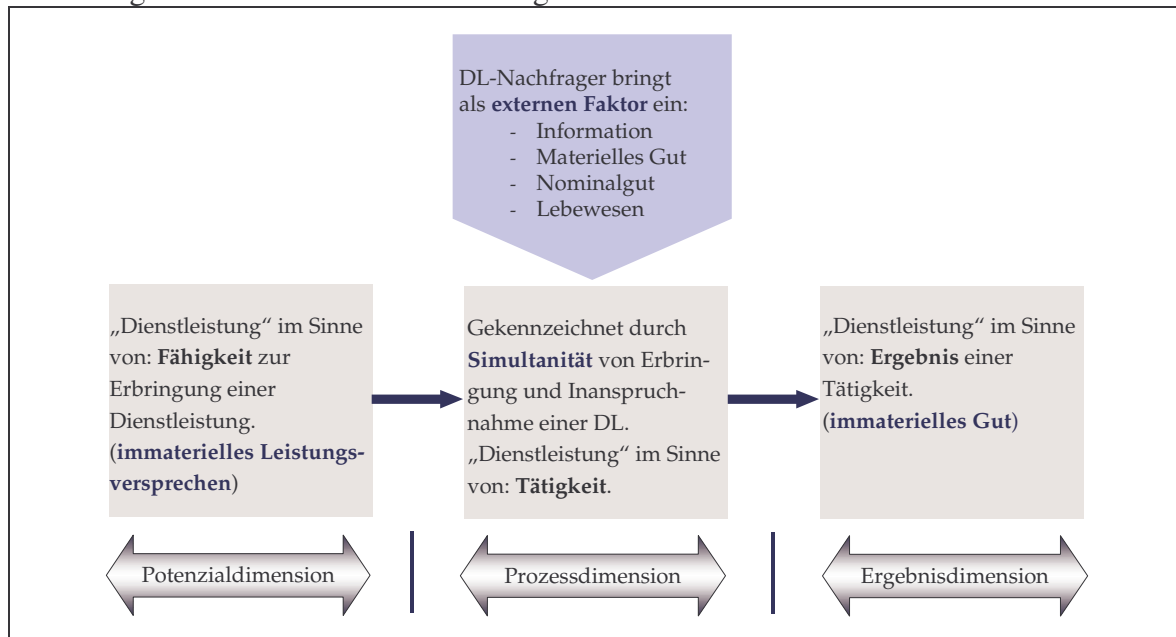 DL-Nachfrager bringt
als externen Faktor ein:
- Information
- Materielles Gut
- Nominalgut
- Lebewesen
„Dienstleistung“ im Sinne
von: Fähigkeit zur
Erbringung einer
Dienstleistung.
(immaterielles Leistungs-
versprechen)
Gekennzeichnet durch
Simultanität von Erbrin-
gung und Inanspruch-
nahme einer DL.
„Dienstleistung“ im Sinne
von: Tätigkeit.
„Dienstleistung“ im Sinne
von: Ergebnis einer
Tätigkeit.
(immaterielles Gut)
Potenzialdimension
Prozessdimension
Ergebnisdimension